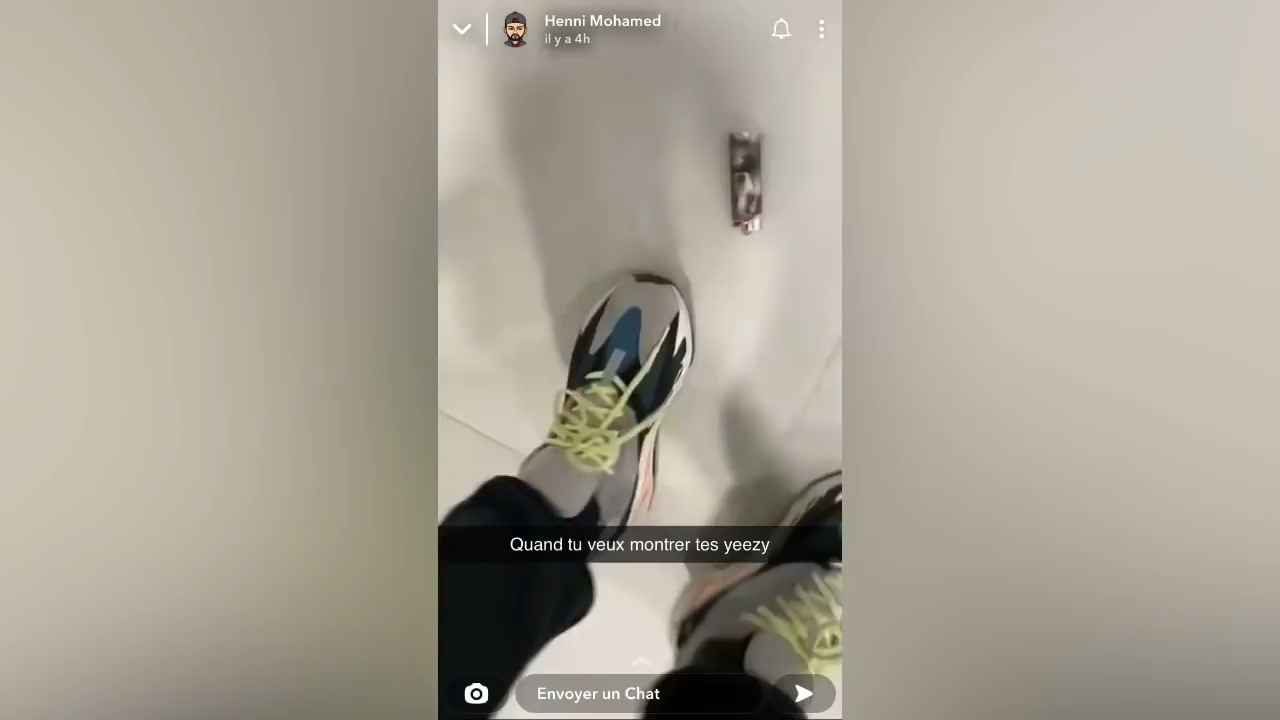 Henni Mohamed
il y a 4h
Quand tu veux montrer tes yeezy
Envoyer un Chat